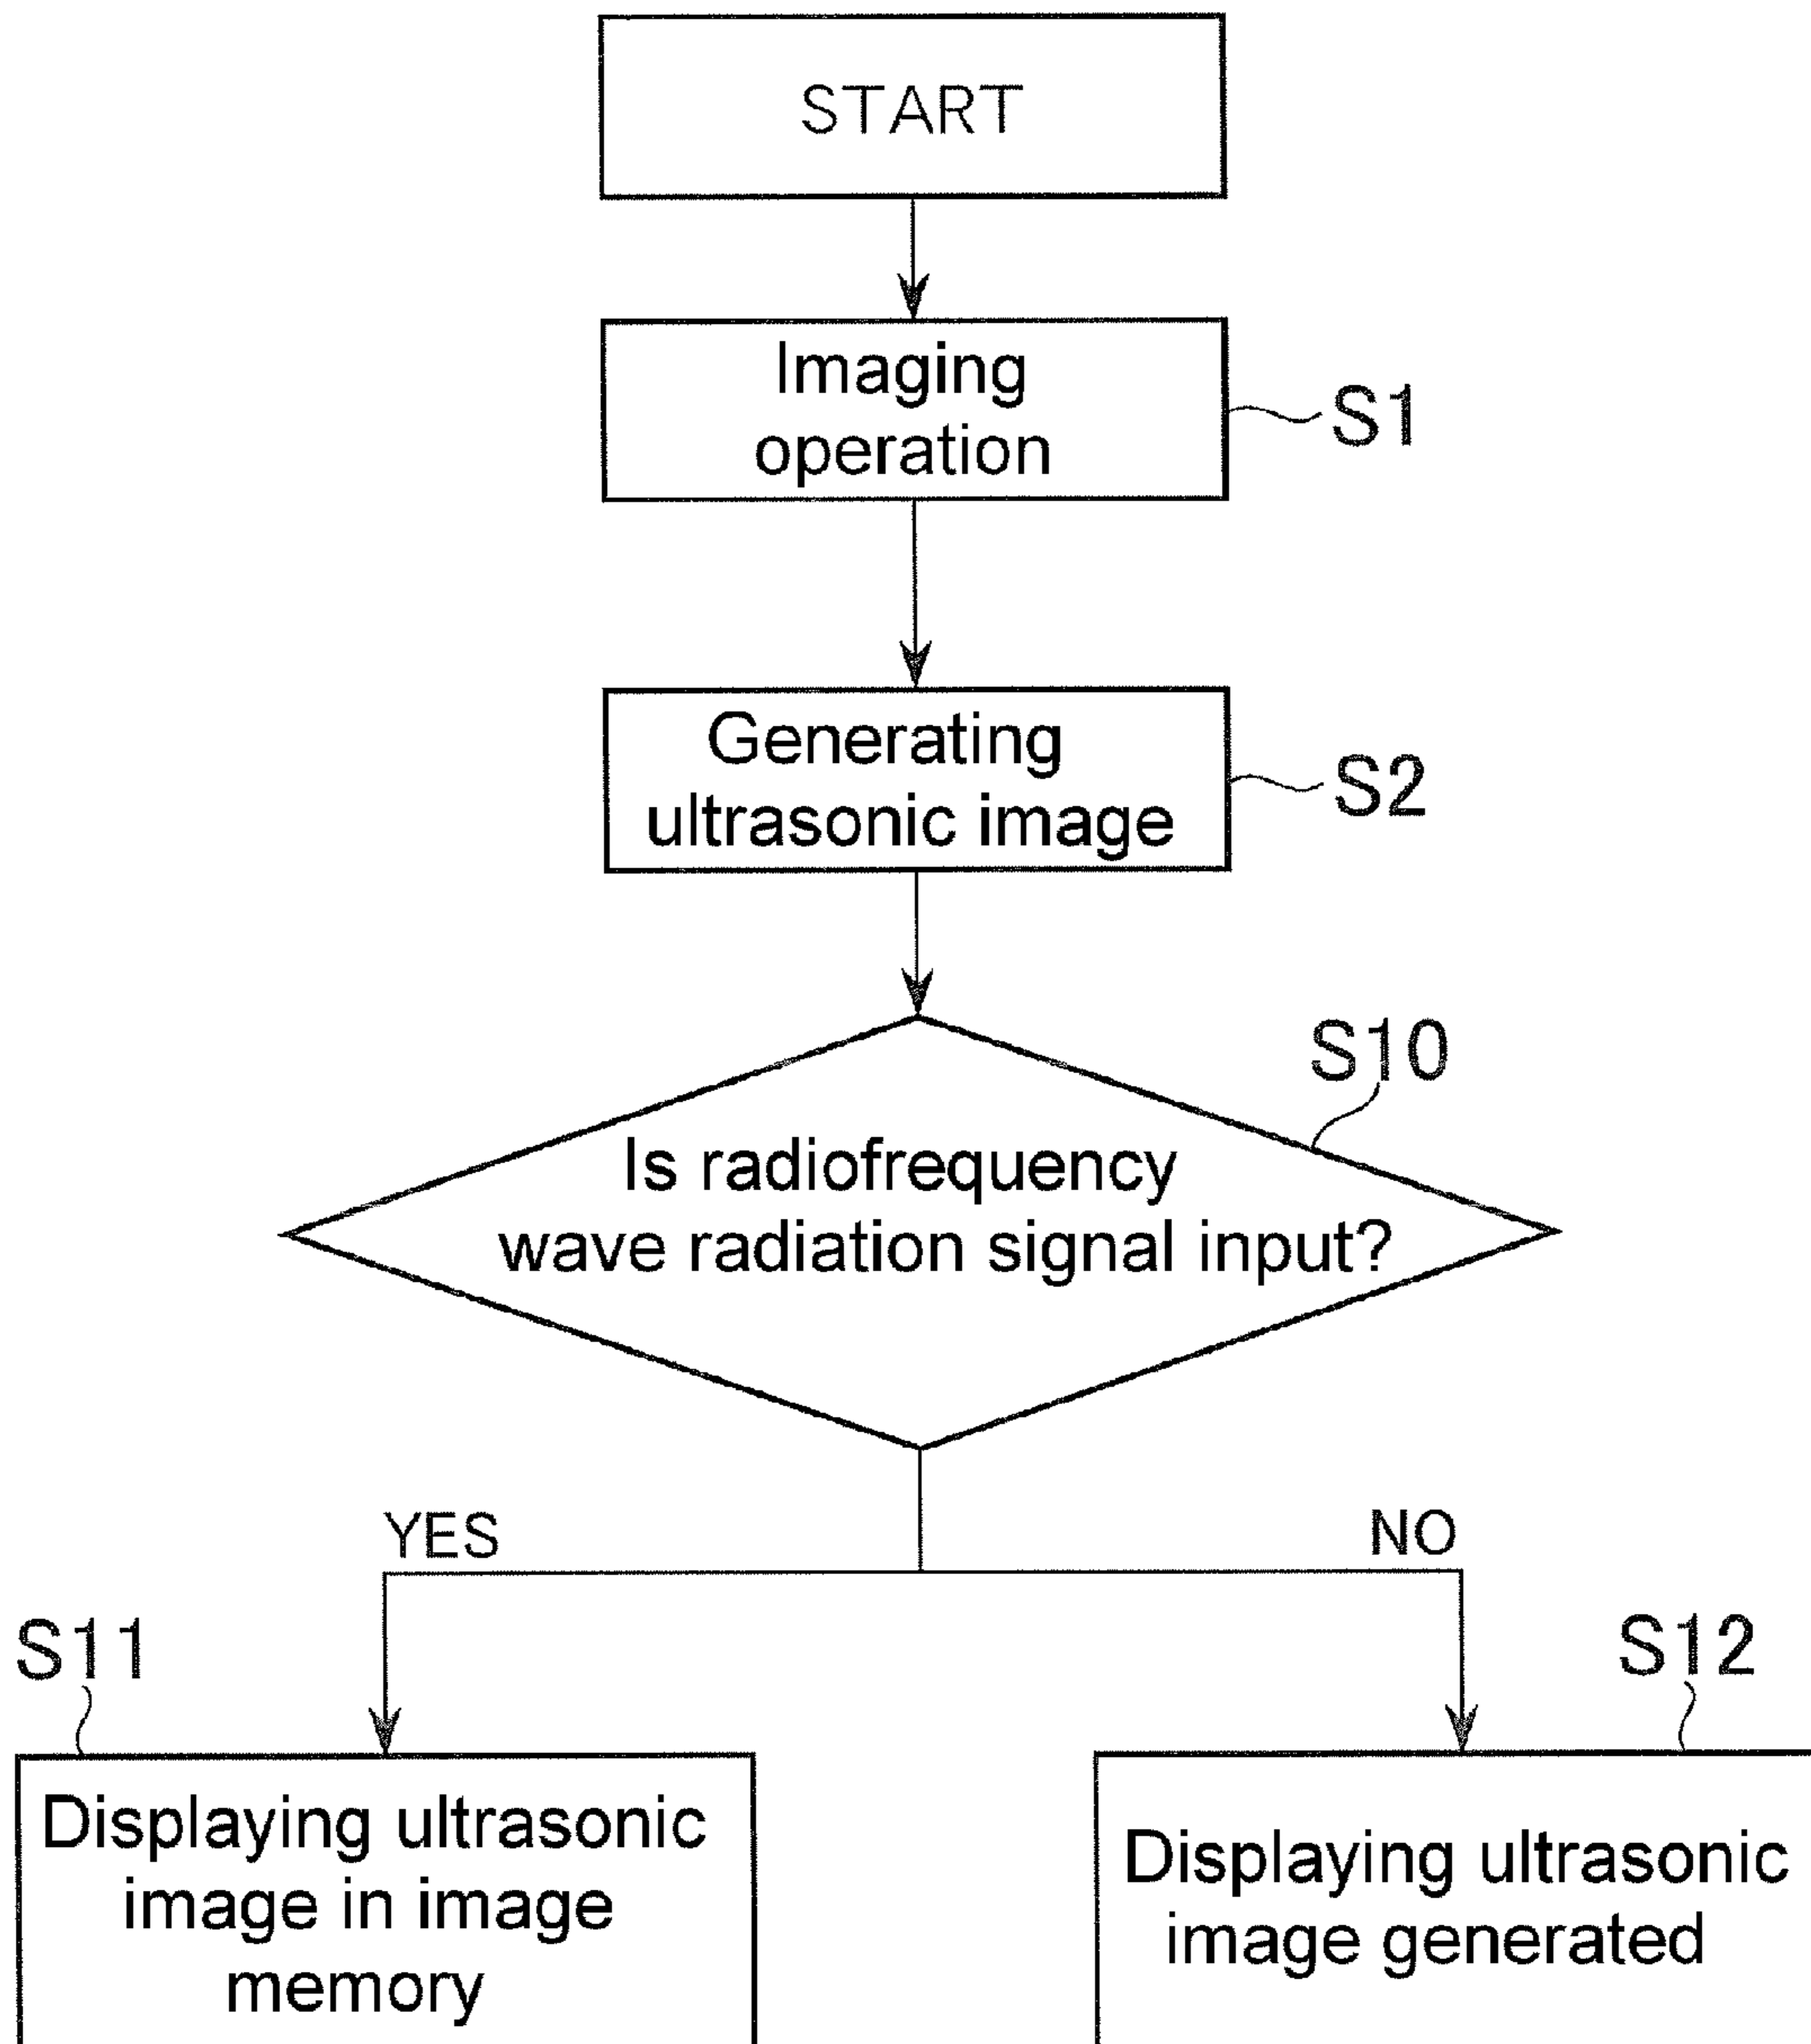 START
Imaging
operation
S1
Generating
ultrasonic image
S2
S10
Is radiofrequency
wave radiation signal input?
YES
NO
S11
S12
Displaying ultrasonic
image in image
memory
Displaying ultrasonic
image generated